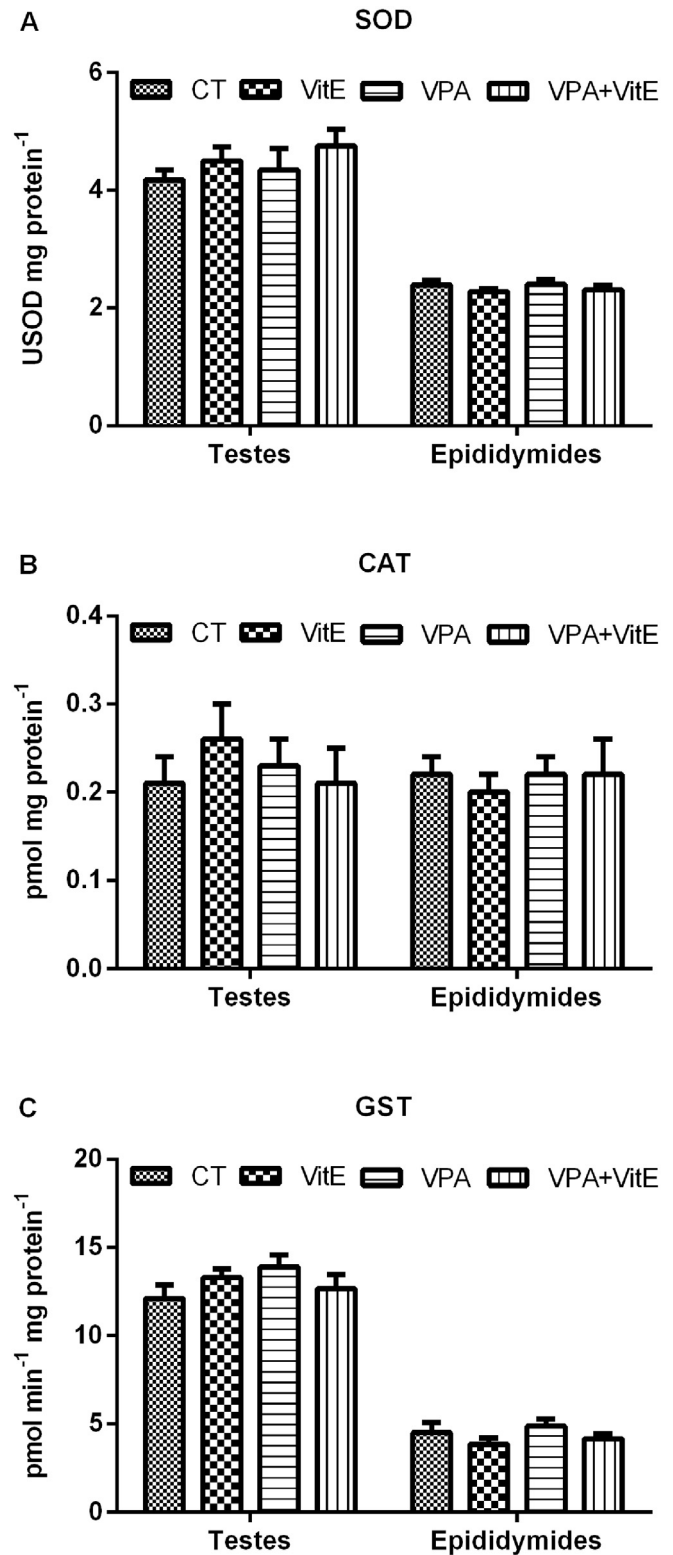 A SOD
6
CT VitE VPA VPA+VitE
4
2
0
USOD mg protein⁻¹
Testes Epididymides
B CAT
0.4
CT VitE VPA VPA+VitE
0.3
0.2
0.1
0.0
pmol mg protein⁻¹
Testes Epididymides
C GST
20
CT VitE VPA VPA+VitE
15
10
5
0
pmol min⁻¹ mg protein⁻¹
Testes Epididymides